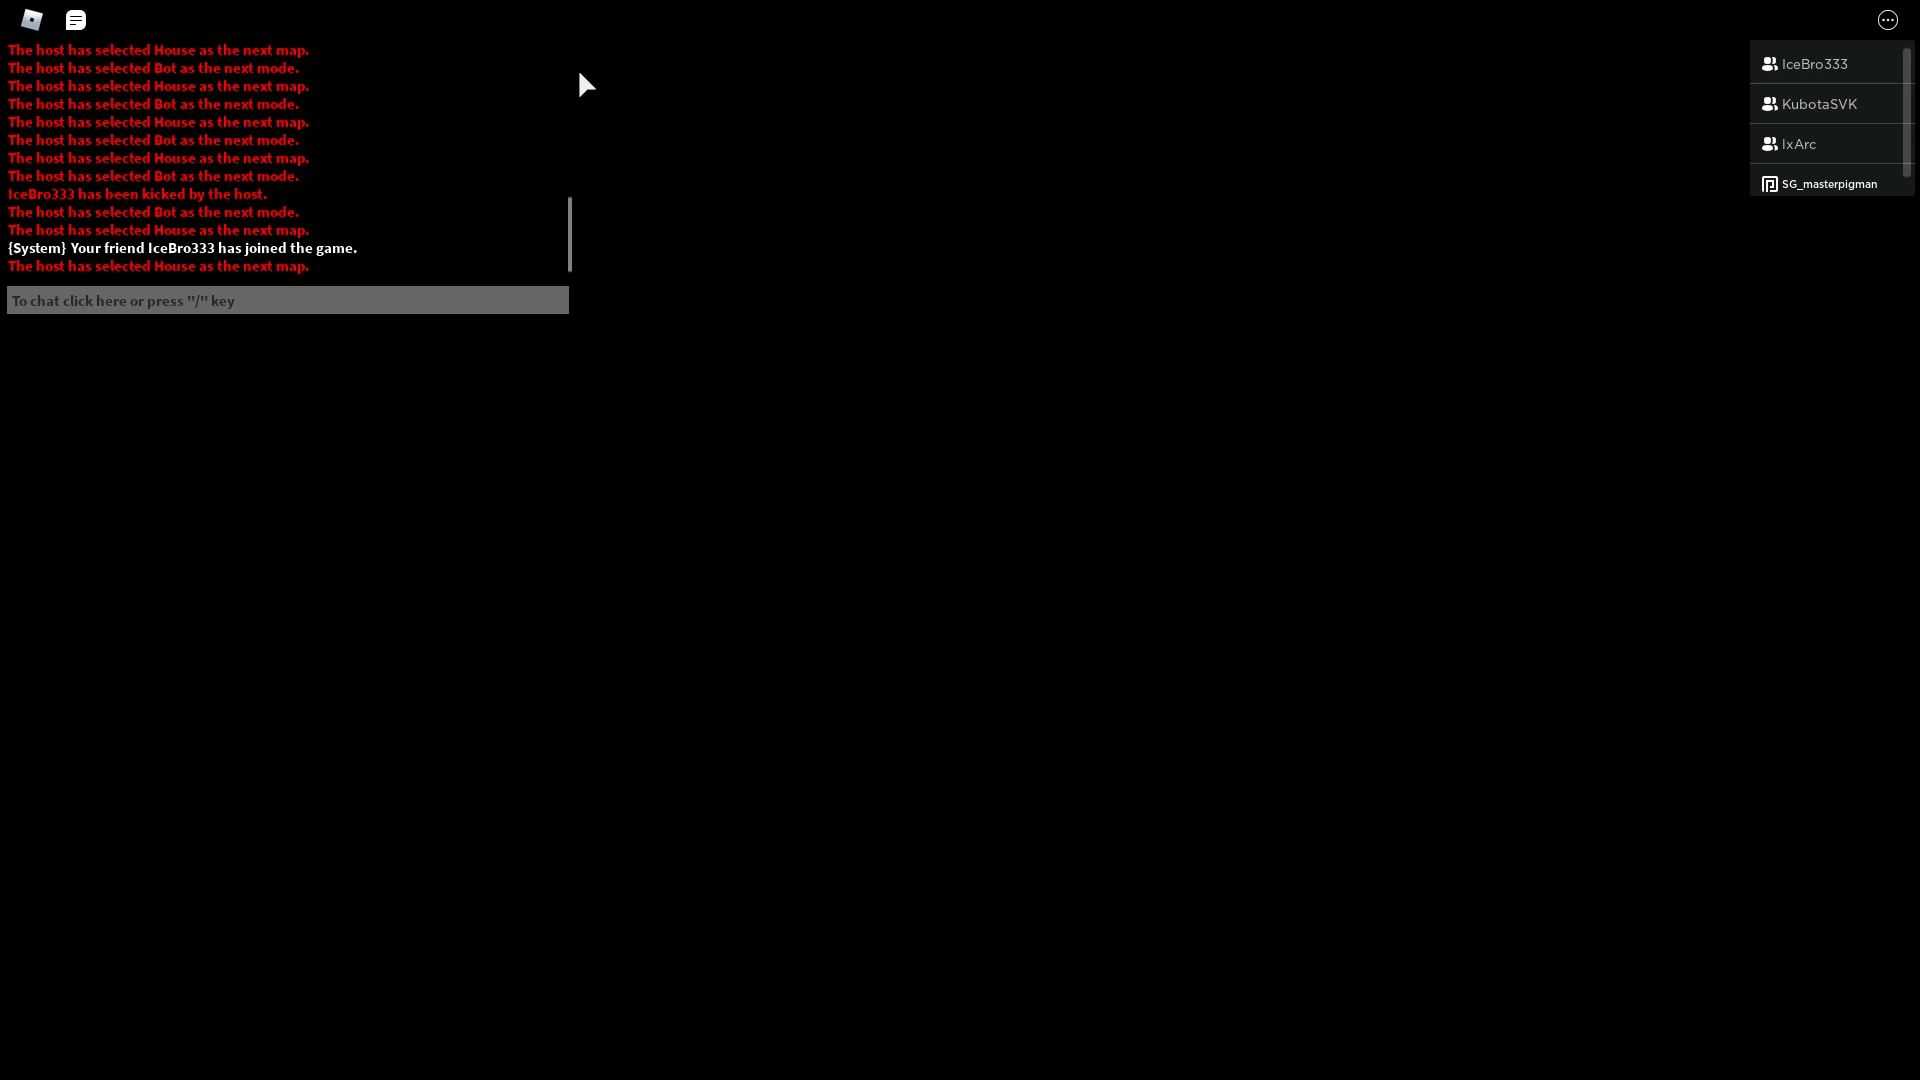 The host has selected House as the next map.
The host has selected Bot as the next mode.
The host has selected House as the next map.
The host has selected Bot as the next mode.
The host has selected House as the next map.
The host has selected Bot as the next mode.
The host has selected House as the next map.
The host has selected Bot as the next mode.
IceBro333 has been kicked by the host.
The host has selected Bot as the next mode.
The host has selected House as the next map.
{System} Your friend IceBro333 has joined the game.
The host has selected House as the next map.
To chat click here or press "/" key
IceBro333
KubotaSVK
IxArc
SG_masterpigman